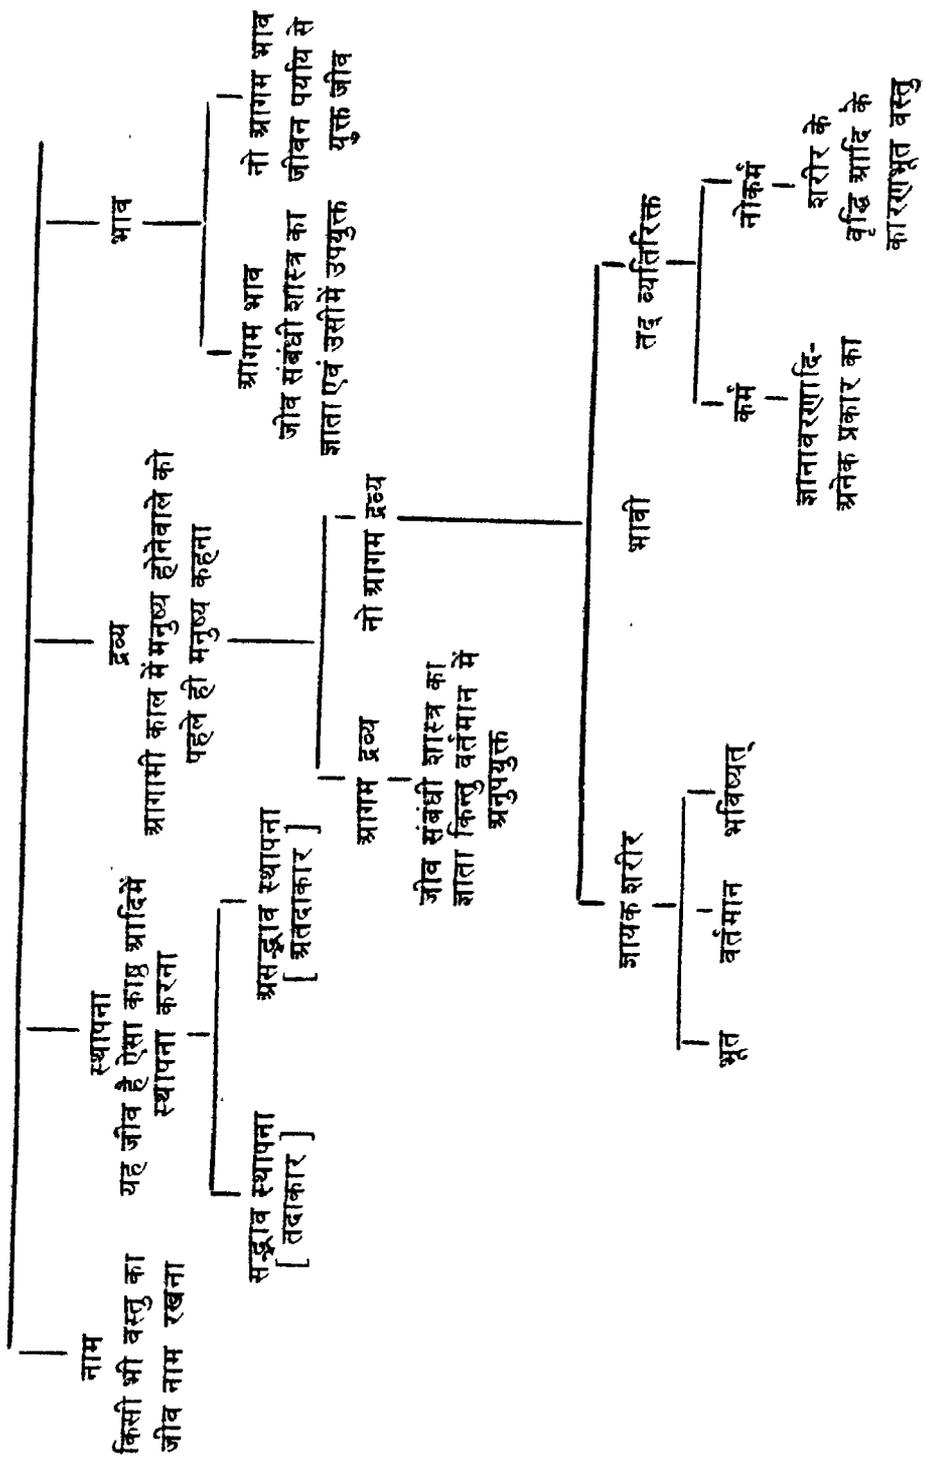 नाम
किसी भी वस्तु का
जीव नाम रखना
स्थापना
यह जीव है ऐसा काष्ठ आदिमें
स्थापना करना
सद्भाव स्थापना
[ तदाकार ]
असद्भाव स्थापना
[ अतदाकार ]
द्रव्य
आगामी काल में मनुष्य होनेवाले को
पहले ही मनुष्य कहना
आगम द्रव्य
जीव संबंधी शास्त्र का
ज्ञाता किन्तु वर्तमान में
अनुपयुक्त
नो आगम द्रव्य
ज्ञायक शरीर
भूत
वर्तमान
भविष्यत्
भावी
तद् व्यतिरिक्त
कर्म
ज्ञानावरणादि-
अनेक प्रकार का
नोकर्म
शरीर के
वृद्धि आदि के
कारणभूत वस्तु
भाव
आगम भाव
जीव संबंधी शास्त्र का
ज्ञाता एवं उसीमें उपयुक्त
नो आगम भाव
जीवन पर्याय से
युक्त जीव